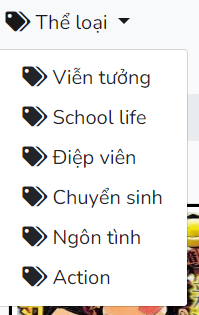 Thể loại
Viễn tưởng
School life
Điệp viên
Chuyển sinh
Ngôn tình
Action